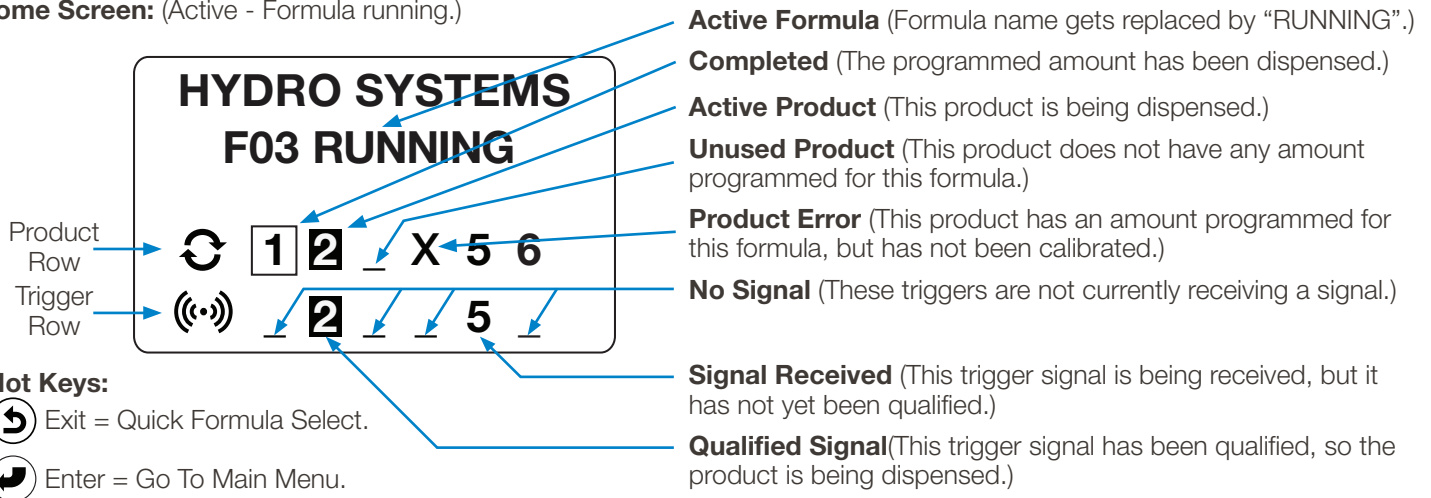 ome Screen: (Active - Formula running.)
HYDRO SYSTEMS
F03 RUNNING
Product
Row
1 2 _ X 5 6
Trigger
Row
_ 2 _ _ 5 _
Active Formula (Formula name gets replaced by “RUNNING”.)
Completed (The programmed amount has been dispensed.)
Active Product (This product is being dispensed.)
Unused Product (This product does not have any amount
programmed for this formula.)
Product Error (This product has an amount programmed for
this formula, but has not been calibrated.)
No Signal (These triggers are not currently receiving a signal.)
Signal Received (This trigger signal is being received, but it
has not yet been qualified.)
Qualified Signal(This trigger signal has been qualified, so the
product is being dispensed.)
ot Keys:
Exit = Quick Formula Select.
Enter = Go To Main Menu.